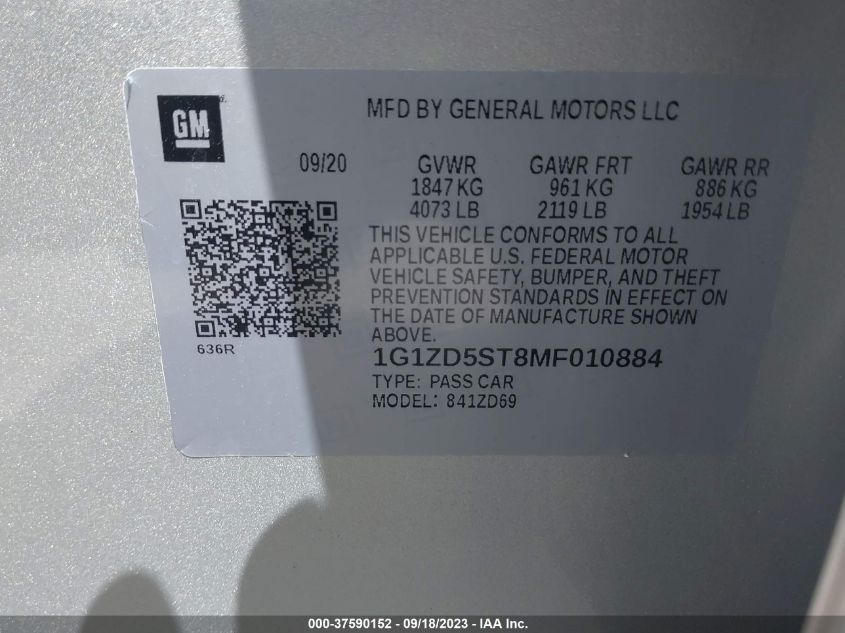 GM
MFD BY GENERAL MOTORS LLC
09/20 GVWR GAWR FRT GAWR RR
1847 KG 961 KG 886 KG
4073 LB 2119 LB 1954 LB
THIS VEHICLE CONFORMS TO ALL
APPLICABLE U.S. FEDERAL MOTOR
VEHICLE SAFETY, BUMPER, AND THEFT
PREVENTION STANDARDS IN EFFECT ON
THE DATE OF MANUFACTURE SHOWN
ABOVE.
636R
1G1ZD5ST8MF010884
TYPE: PASS CAR
MODEL: 841ZD69
000-37590152 - 09/18/2023 - IAA Inc.